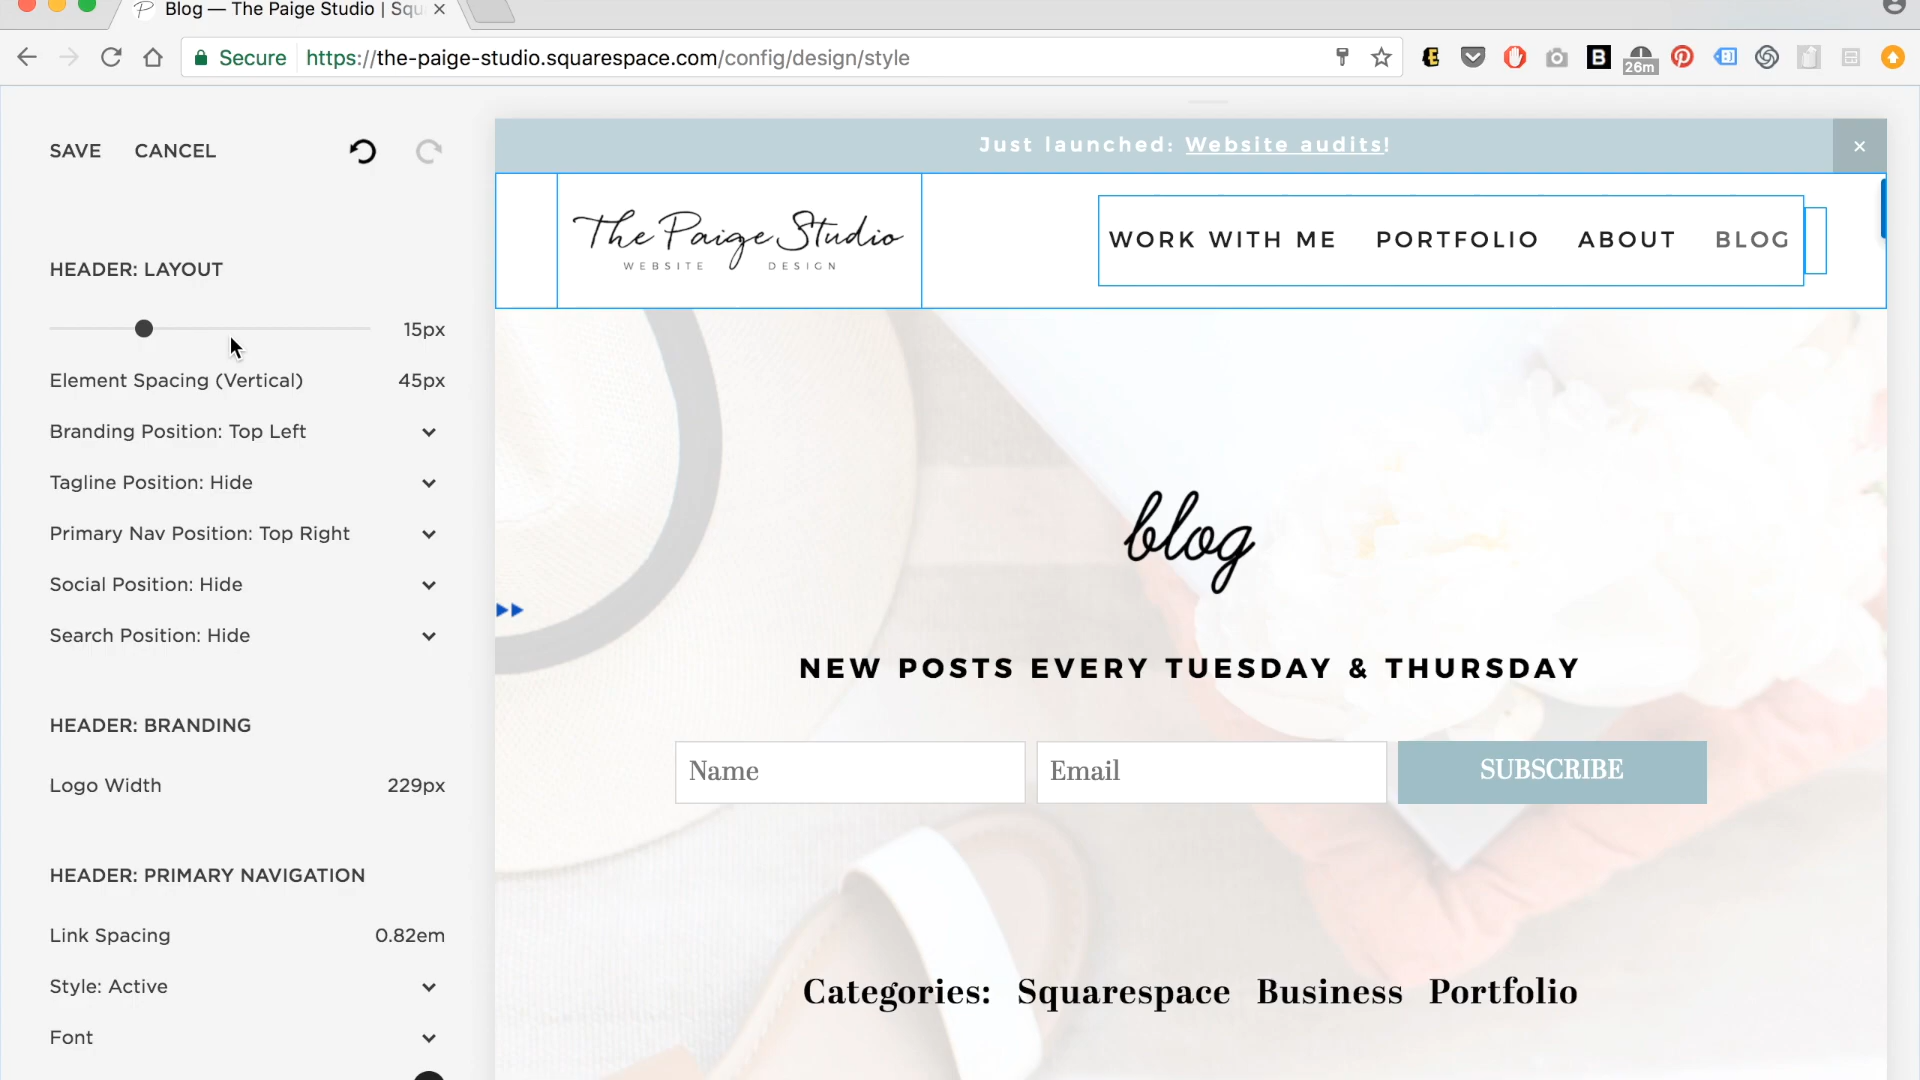 Blog — The Paige Studio | Squ
Secure https://the-paige-studio.squarespace.com/config/design/style
26m
SAVE CANCEL
HEADER: LAYOUT
15px
Element Spacing (Vertical) 45px
Branding Position: Top Left
Tagline Position: Hide
Primary Nav Position: Top Right
Social Position: Hide
Search Position: Hide
HEADER: BRANDING
Logo Width 229px
HEADER: PRIMARY NAVIGATION
Link Spacing 0.82em
Style: Active
Font
Just launched: Website audits!
The Paige Studio
WEBSITE DESIGN
WORK WITH ME PORTFOLIO ABOUT BLOG
blog
NEW POSTS EVERY TUESDAY & THURSDAY
Name Email SUBSCRIBE
Categories: Squarespace Business Portfolio